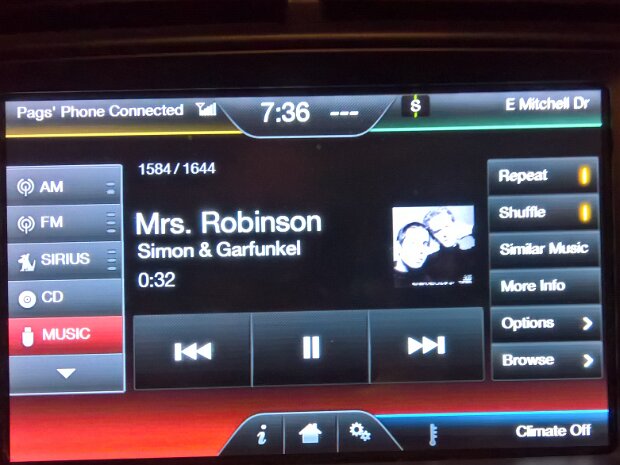 Pags' Phone Connected
7:36 ---
S
E Mitchell Dr
AM
FM
SIRIUS
CD
MUSIC
1584 / 1644
Mrs. Robinson
Simon & Garfunkel
0:32
Repeat
Shuffle
Similar Music
More Info
Options
Browse
i
Climate Off